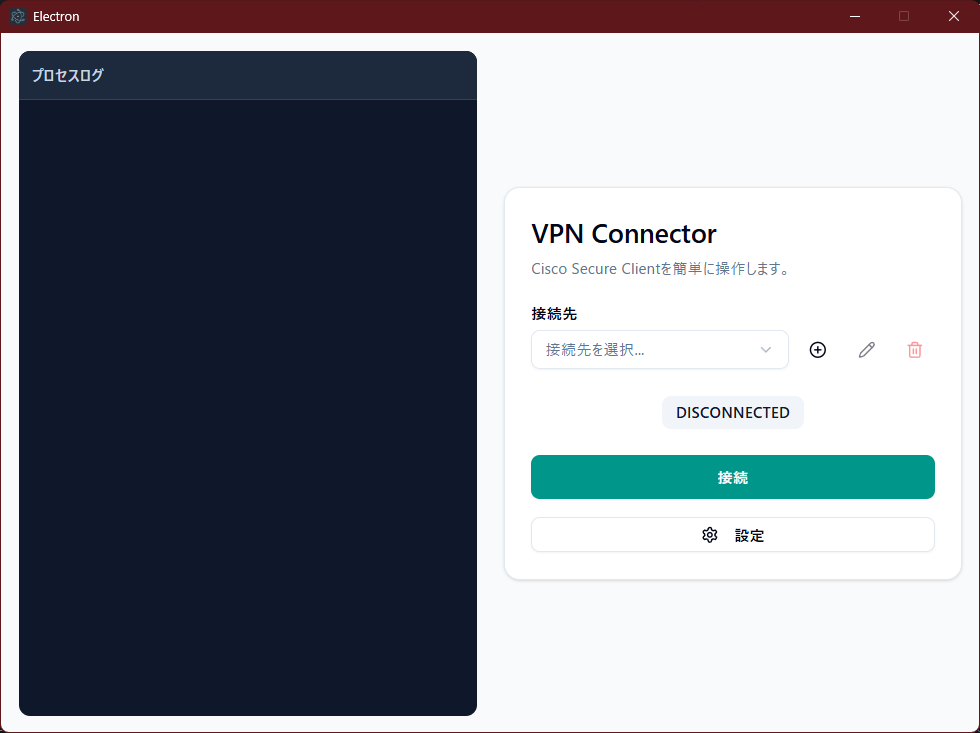 Electron
プロセスログ
VPN Connector
Cisco Secure Clientを簡単に操作します。
接続先
接続先を選択...
DISCONNECTED
接続
設定